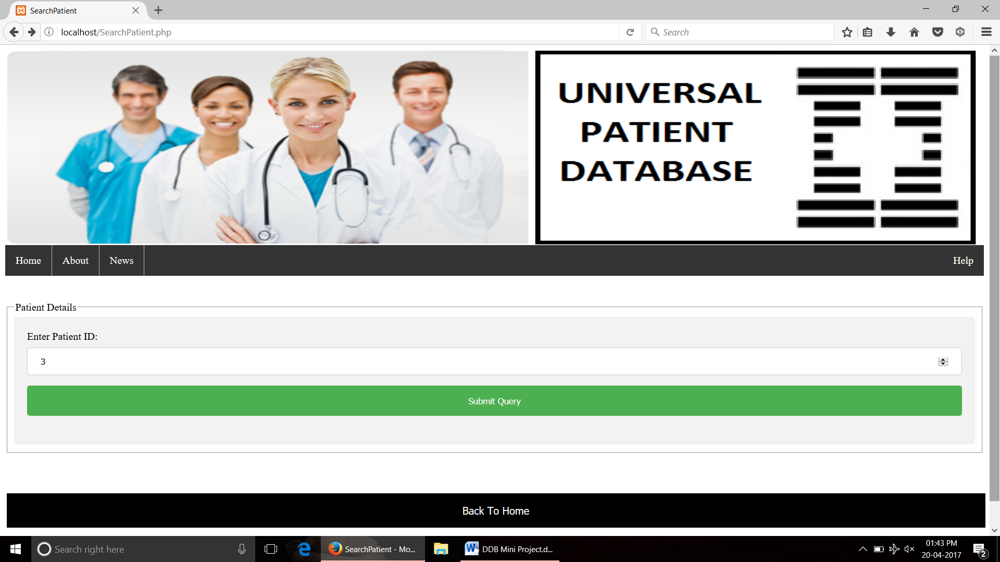 SearchPatient
localhost/SearchPatient.php
Search
UNIVERSAL
PATIENT
DATABASE
Home About News Help
Patient Details
Enter Patient ID:
3
Submit Query
Back To Home
Search right here
SearchPatient - Mo...
DDB Mini Project.d...
01:43 PM
20-04-2017
2